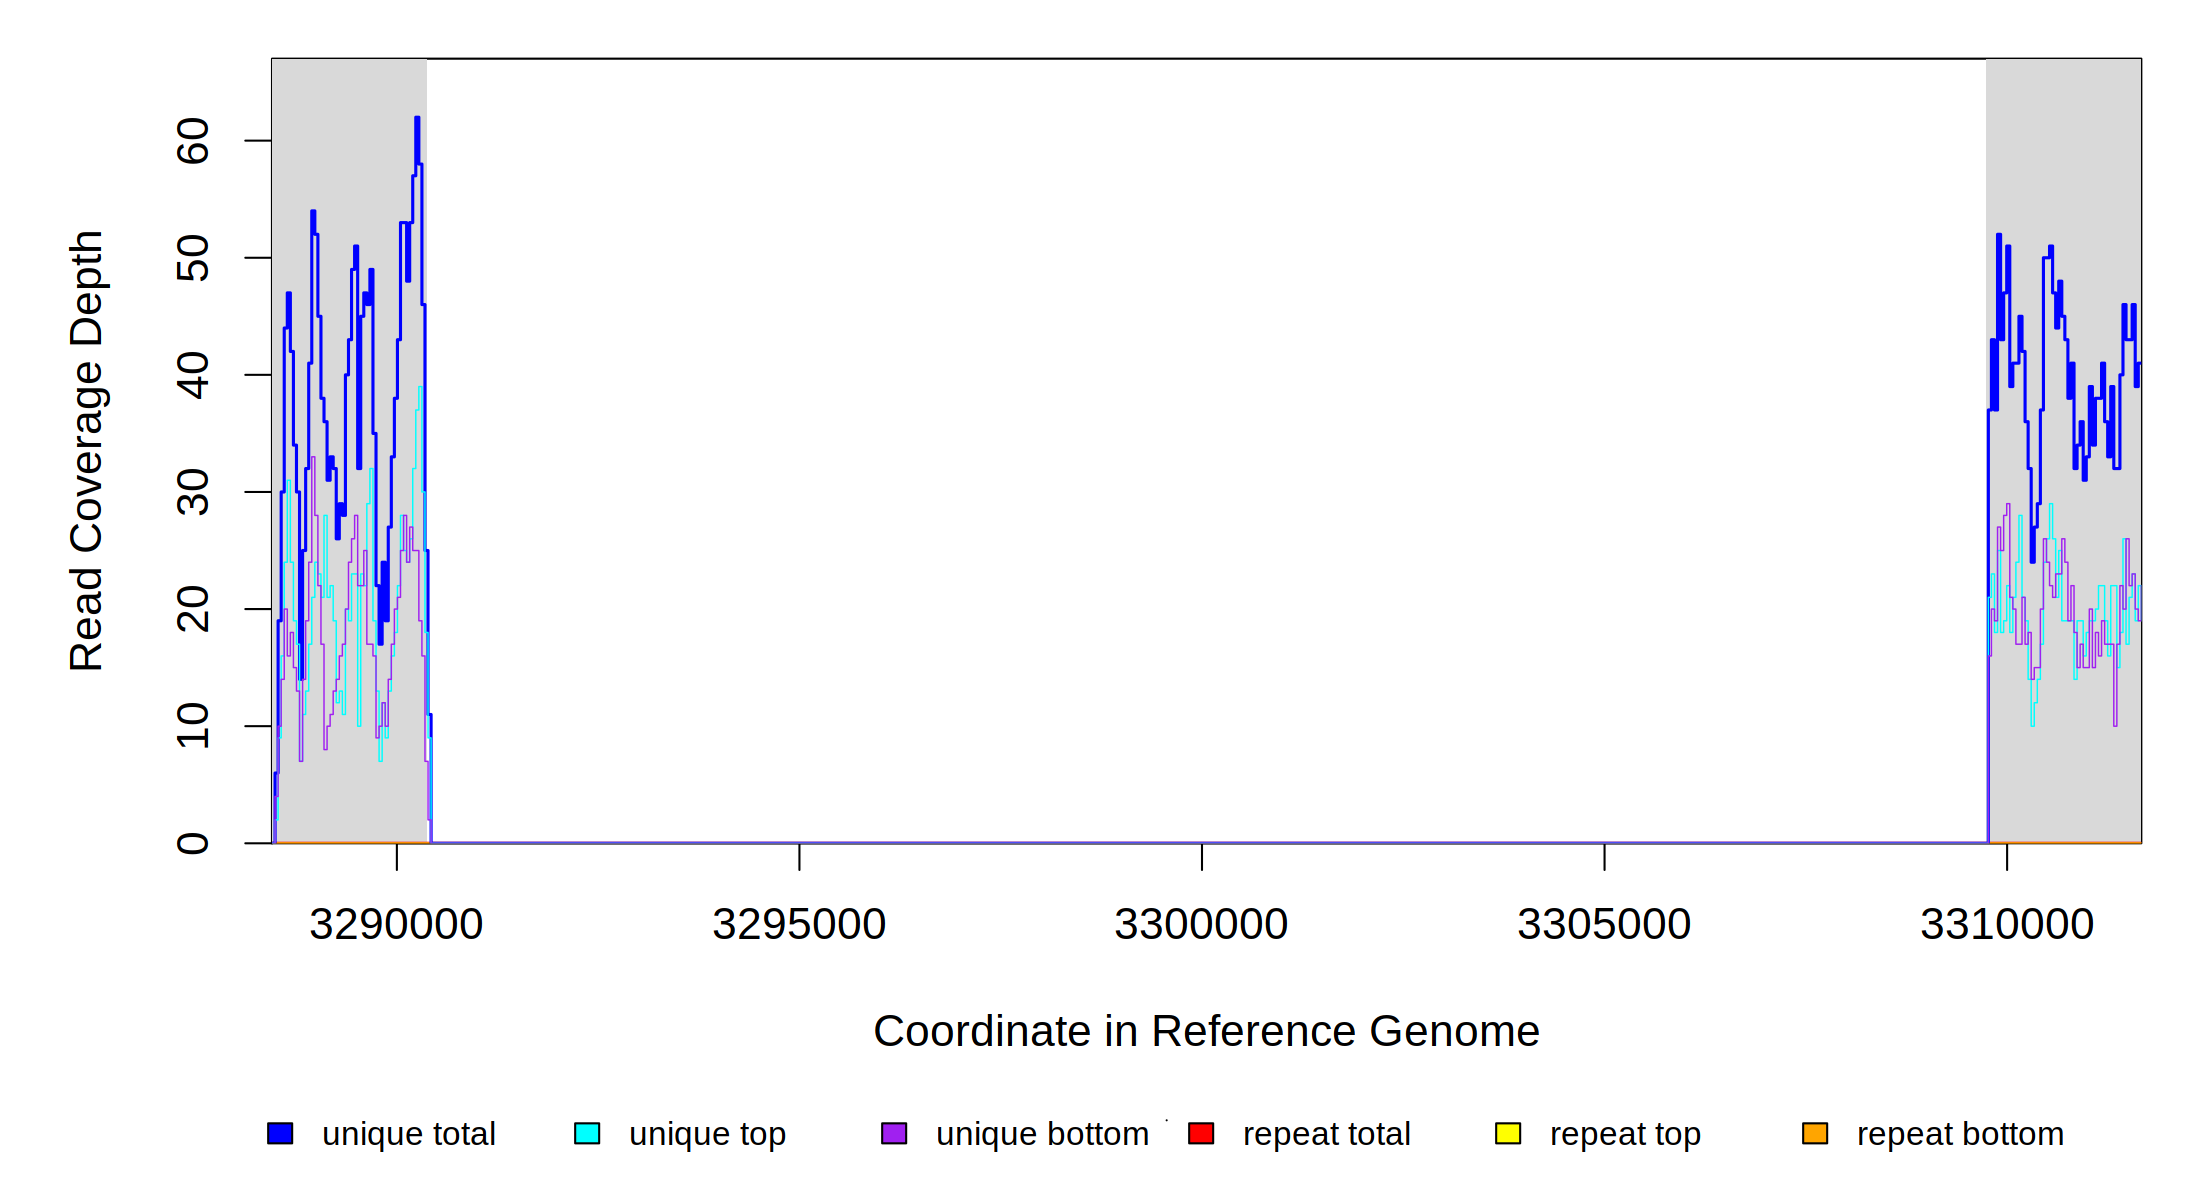 Read Coverage Depth
60
50
40
30
20
10
0
3290000 3295000 3300000 3305000 3310000
Coordinate in Reference Genome
unique total unique top unique bottom repeat total repeat top repeat bottom